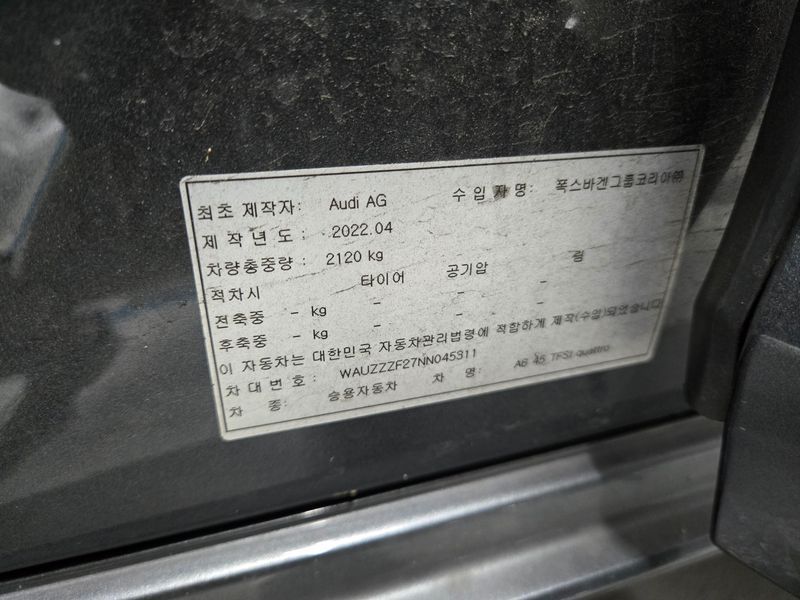 최초 제작자: Audi AG 수입자명: 폭스바겐그룹코리아㈜
제작년도: 2022.04
차량총중량: 2120 kg
적차시 타이어 공기압 림
전축중 - kg - - -
후축중 - kg - - -
이 자동차는 대한민국 자동차관리법령에 적합하게 제작(수입)되었습니다
차대번호: WAUZZZF27NN045311
차 종: 승용자동차 차 명: A6 45 TFSI quattro